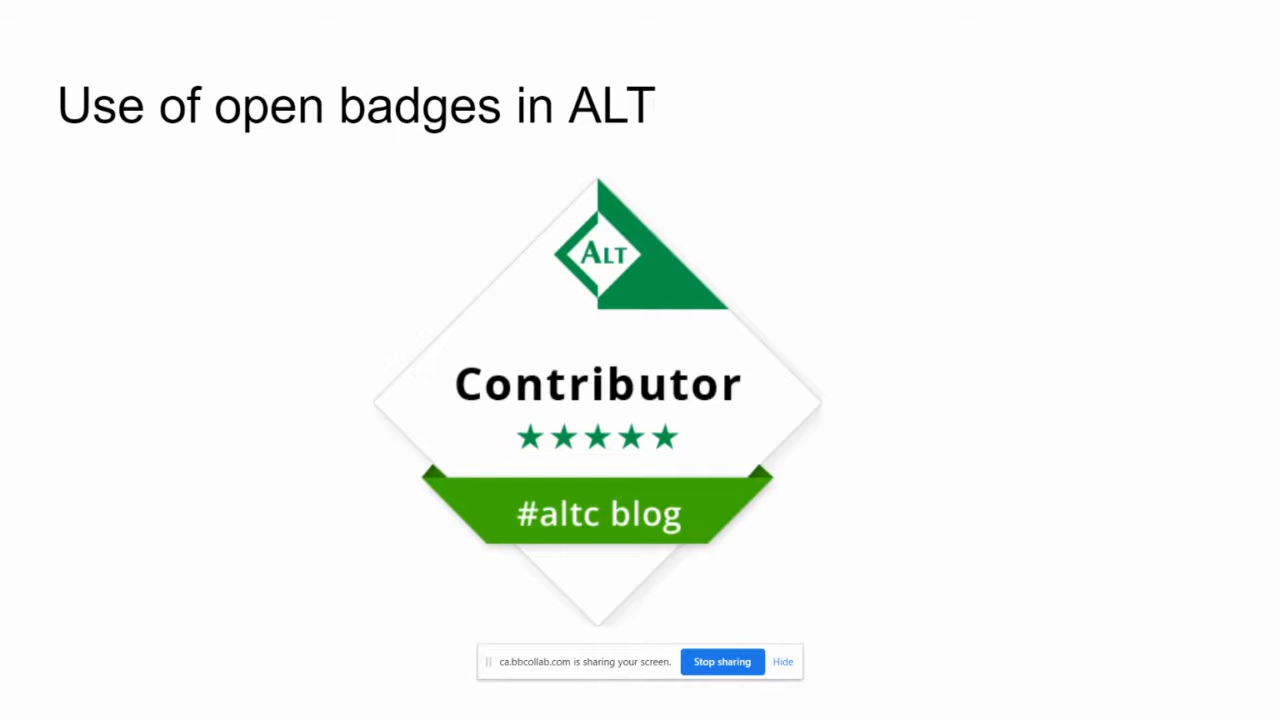 Use of open badges in ALT
ALT
Contributor
#altc blog
ca.bbcollab.com is sharing your screen. Stop sharing Hide